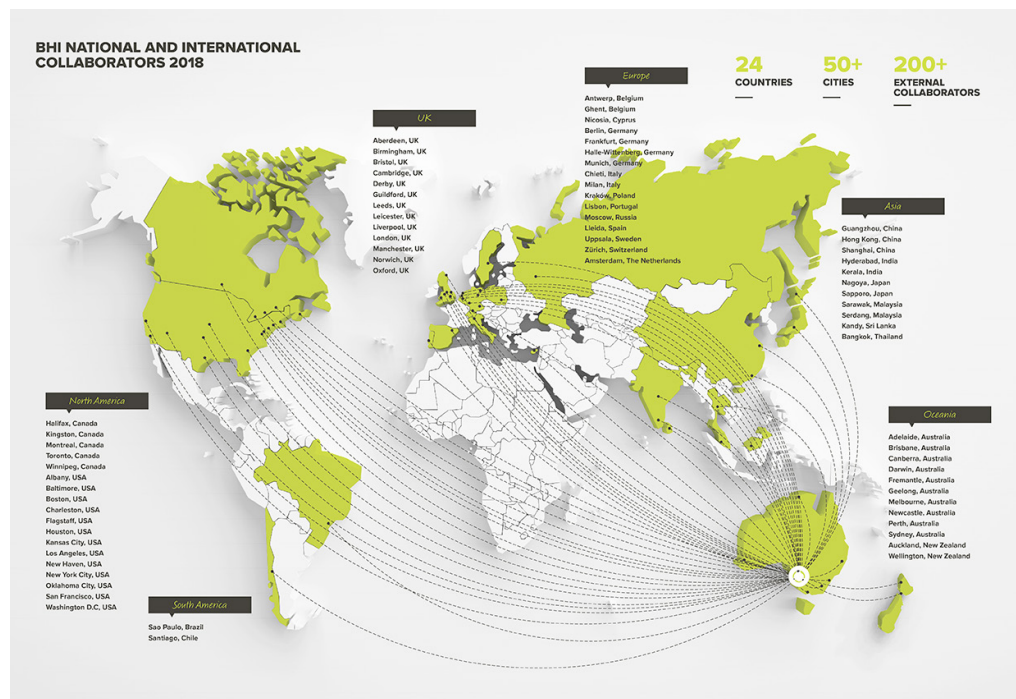 BHI NATIONAL AND INTERNATIONAL
COLLABORATORS 2018
24
COUNTRIES
50+
CITIES
200+
EXTERNAL
COLLABORATORS
UK
Aberdeen, UK
Birmingham, UK
Bristol, UK
Cambridge, UK
Derby, UK
Guildford, UK
Leeds, UK
Leicester, UK
Liverpool, UK
London, UK
Manchester, UK
Norwich, UK
Oxford, UK
Europe
Antwerp, Belgium
Ghent, Belgium
Nicosia, Cyprus
Berlin, Germany
Frankfurt, Germany
Halle-Wittenberg, Germany
Munich, Germany
Chieti, Italy
Milan, Italy
Kraków, Poland
Lisbon, Portugal
Moscow, Russia
Lleida, Spain
Uppsala, Sweden
Zürich, Switzerland
Amsterdam, The Netherlands
Asia
Guangzhou, China
Hong Kong, China
Shanghai, China
Hyderabad, India
Kerala, India
Nagoya, Japan
Sapporo, Japan
Sarawak, Malaysia
Serdang, Malaysia
Kandy, Sri Lanka
Bangkok, Thailand
North America
Halifax, Canada
Kingston, Canada
Montreal, Canada
Toronto, Canada
Winnipeg, Canada
Albany, USA
Baltimore, USA
Boston, USA
Charleston, USA
Flagstaff, USA
Houston, USA
Kansas City, USA
Los Angeles, USA
New Haven, USA
New York City, USA
Oklahoma City, USA
San Francisco, USA
Washington D.C, USA
South America
Sao Paulo, Brazil
Santiago, Chile
Oceania
Adelaide, Australia
Brisbane, Australia
Canberra, Australia
Darwin, Australia
Fremantle, Australia
Geelong, Australia
Melbourne, Australia
Newcastle, Australia
Perth, Australia
Sydney, Australia
Auckland, New Zealand
Wellington, New Zealand